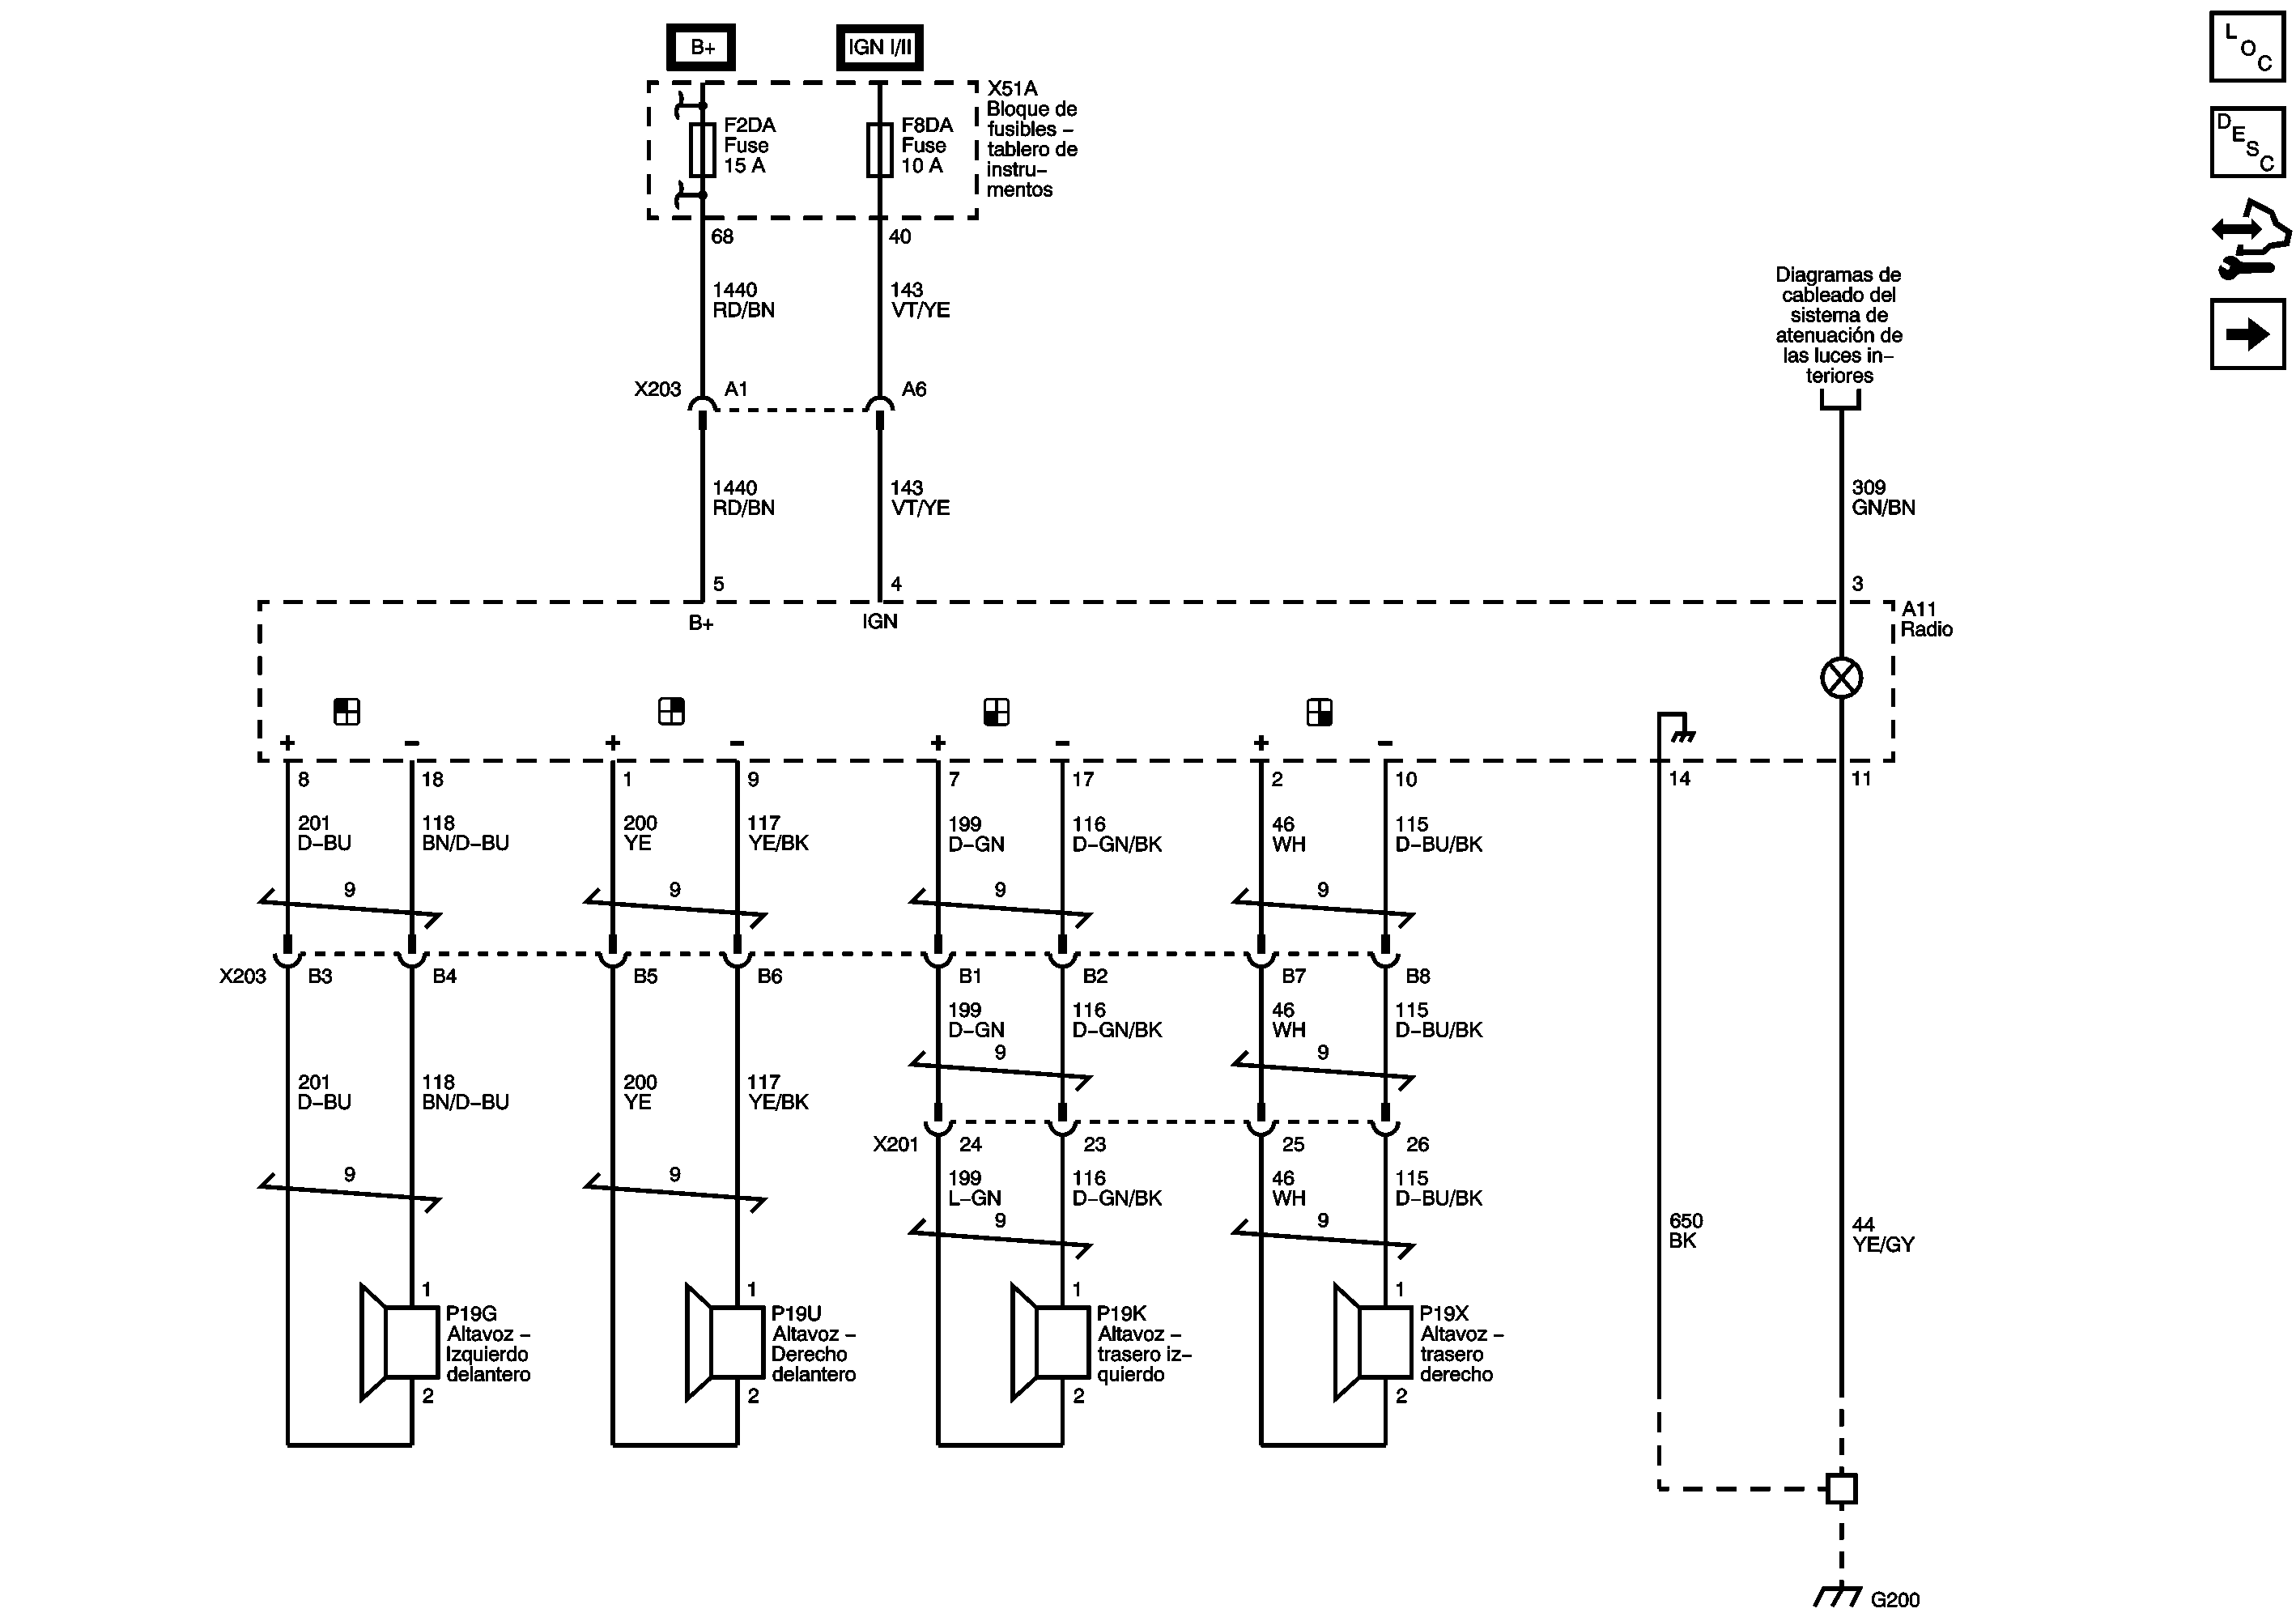 B+
IGN I/II
L
O
C
X51A
Bloque de
fusibles –
tablero de
instru–
mentos
F2DA
Fuse
15 A
F8DA
Fuse
10 A
D
E
S
C
68
40
1440
RD/BN
143
VT/YE
Diagramas de
cableado del
sistema de
atenuación de
las luces in–
teriores
X203
A1
A6
1440
RD/BN
143
VT/YE
309
GN/BN
5
4
3
B+
IGN
A11
Radio
+
–
+
–
+
–
+
–
8
18
1
9
7
17
2
10
14
11
201
D–BU
118
BN/D–BU
200
YE
117
YE/BK
199
D–GN
116
D–GN/BK
46
WH
115
D–BU/BK
9
9
9
9
X203
B3
B4
B5
B6
B1
B2
B7
B8
199
D–GN
116
D–GN/BK
46
WH
115
D–BU/BK
9
9
201
D–BU
118
BN/D–BU
200
YE
117
YE/BK
X201
24
23
25
26
199
L–GN
116
D–GN/BK
46
WH
115
D–BU/BK
9
9
9
9
650
BK
44
YE/GY
1
P19G
Altavoz –
Izquierdo
delantero
2
1
P19U
Altavoz –
Derecho
delantero
2
1
P19K
Altavoz –
trasero iz–
quierdo
2
1
P19X
Altavoz –
trasero
derecho
2
G200